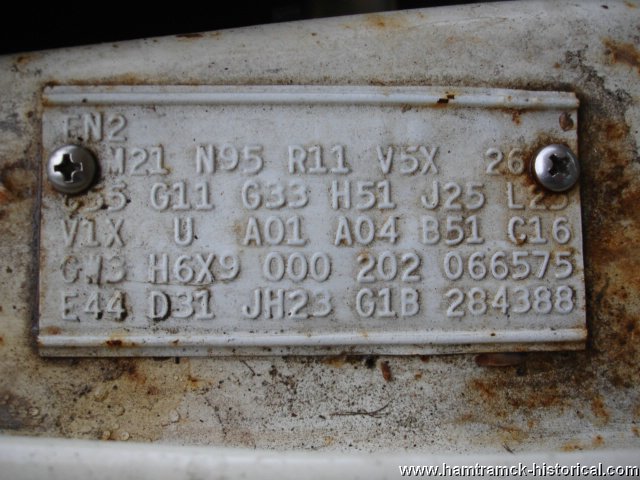 EN2
M21 N95 R11 V5X 26
G11 G33 H51 J25
V1X U A01 A04 B51 C16
GW3 H6X9 000 202 066575
E44 D31 JH23 G1B 284388
www.hamtramck-historical.com